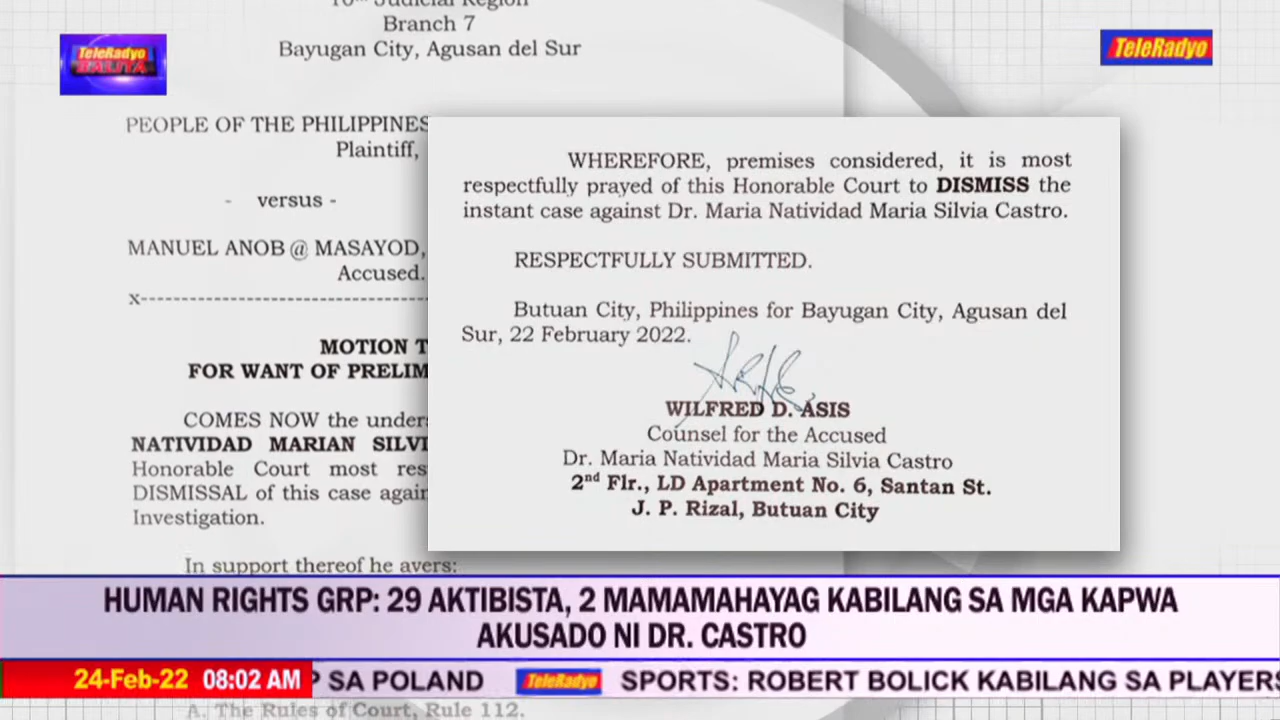 10th Judicial Region
Branch 7
Bayugan City, Agusan del Sur
TeleRadyo
BALITA
TeleRadyo
PEOPLE OF THE PHILIPPINES
Plaintiff,
- versus -
MANUEL ANOB @ MASAYOD,
Accused.
x--------------------------------
MOTION T
FOR WANT OF PRELIM
COMES NOW the under
NATIVIDAD MARIAN SILVI
Honorable Court most res
DISMISSAL of this case again
Investigation.
In support thereof he avers:
A. The Rules of Court, Rule 112.
WHEREFORE, premises considered, it is most
respectfully prayed of this Honorable Court to DISMISS the
instant case against Dr. Maria Natividad Maria Silvia Castro.
RESPECTFULLY SUBMITTED.
Butuan City, Philippines for Bayugan City, Agusan del
Sur, 22 February 2022.
WILFRED D. ASIS
Counsel for the Accused
Dr. Maria Natividad Maria Silvia Castro
2nd Flr., LD Apartment No. 6, Santan St.
J. P. Rizal, Butuan City
HUMAN RIGHTS GRP: 29 AKTIBISTA, 2 MAMAMAHAYAG KABILANG SA MGA KAPWA
AKUSADO NI DR. CASTRO
24-Feb-22 08:02 AM P SA POLAND TeleRadyo SPORTS: ROBERT BOLICK KABILANG SA PLAYERS